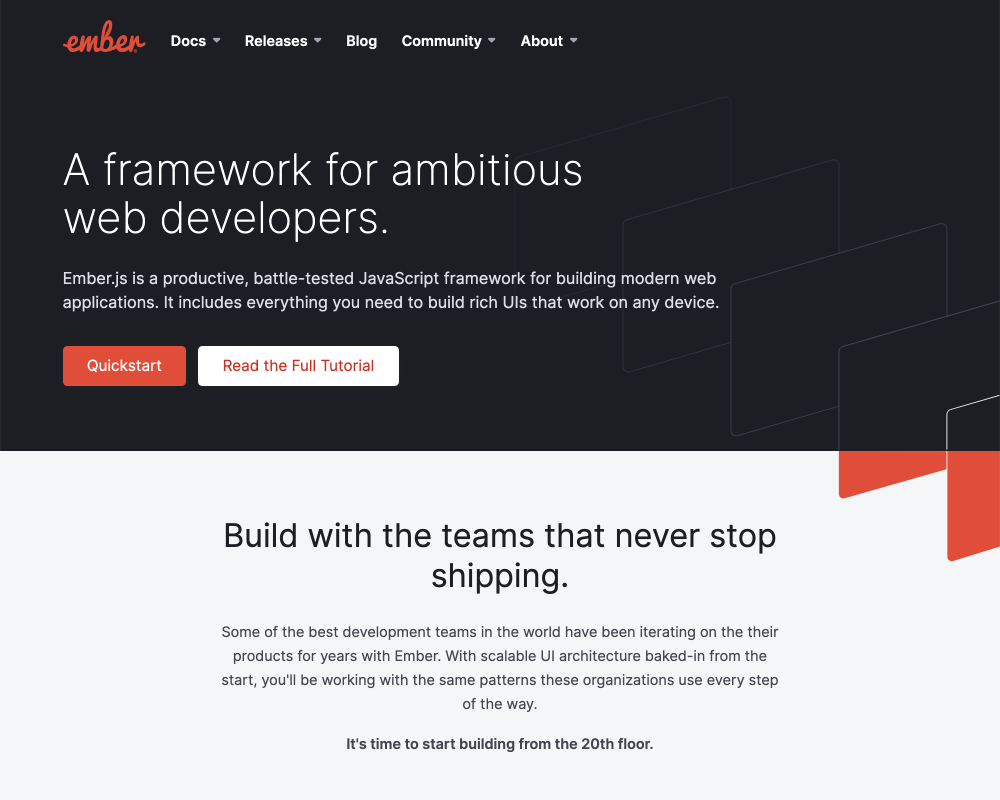 ember
Docs Releases Blog Community About
A framework for ambitious
web developers.
Ember.js is a productive, battle-tested JavaScript framework for building modern web
applications. It includes everything you need to build rich UIs that work on any device.
Quickstart Read the Full Tutorial
Build with the teams that never stop
shipping.
Some of the best development teams in the world have been iterating on the their
products for years with Ember. With scalable UI architecture baked-in from the
start, you'll be working with the same patterns these organizations use every step
of the way.
It's time to start building from the 20th floor.